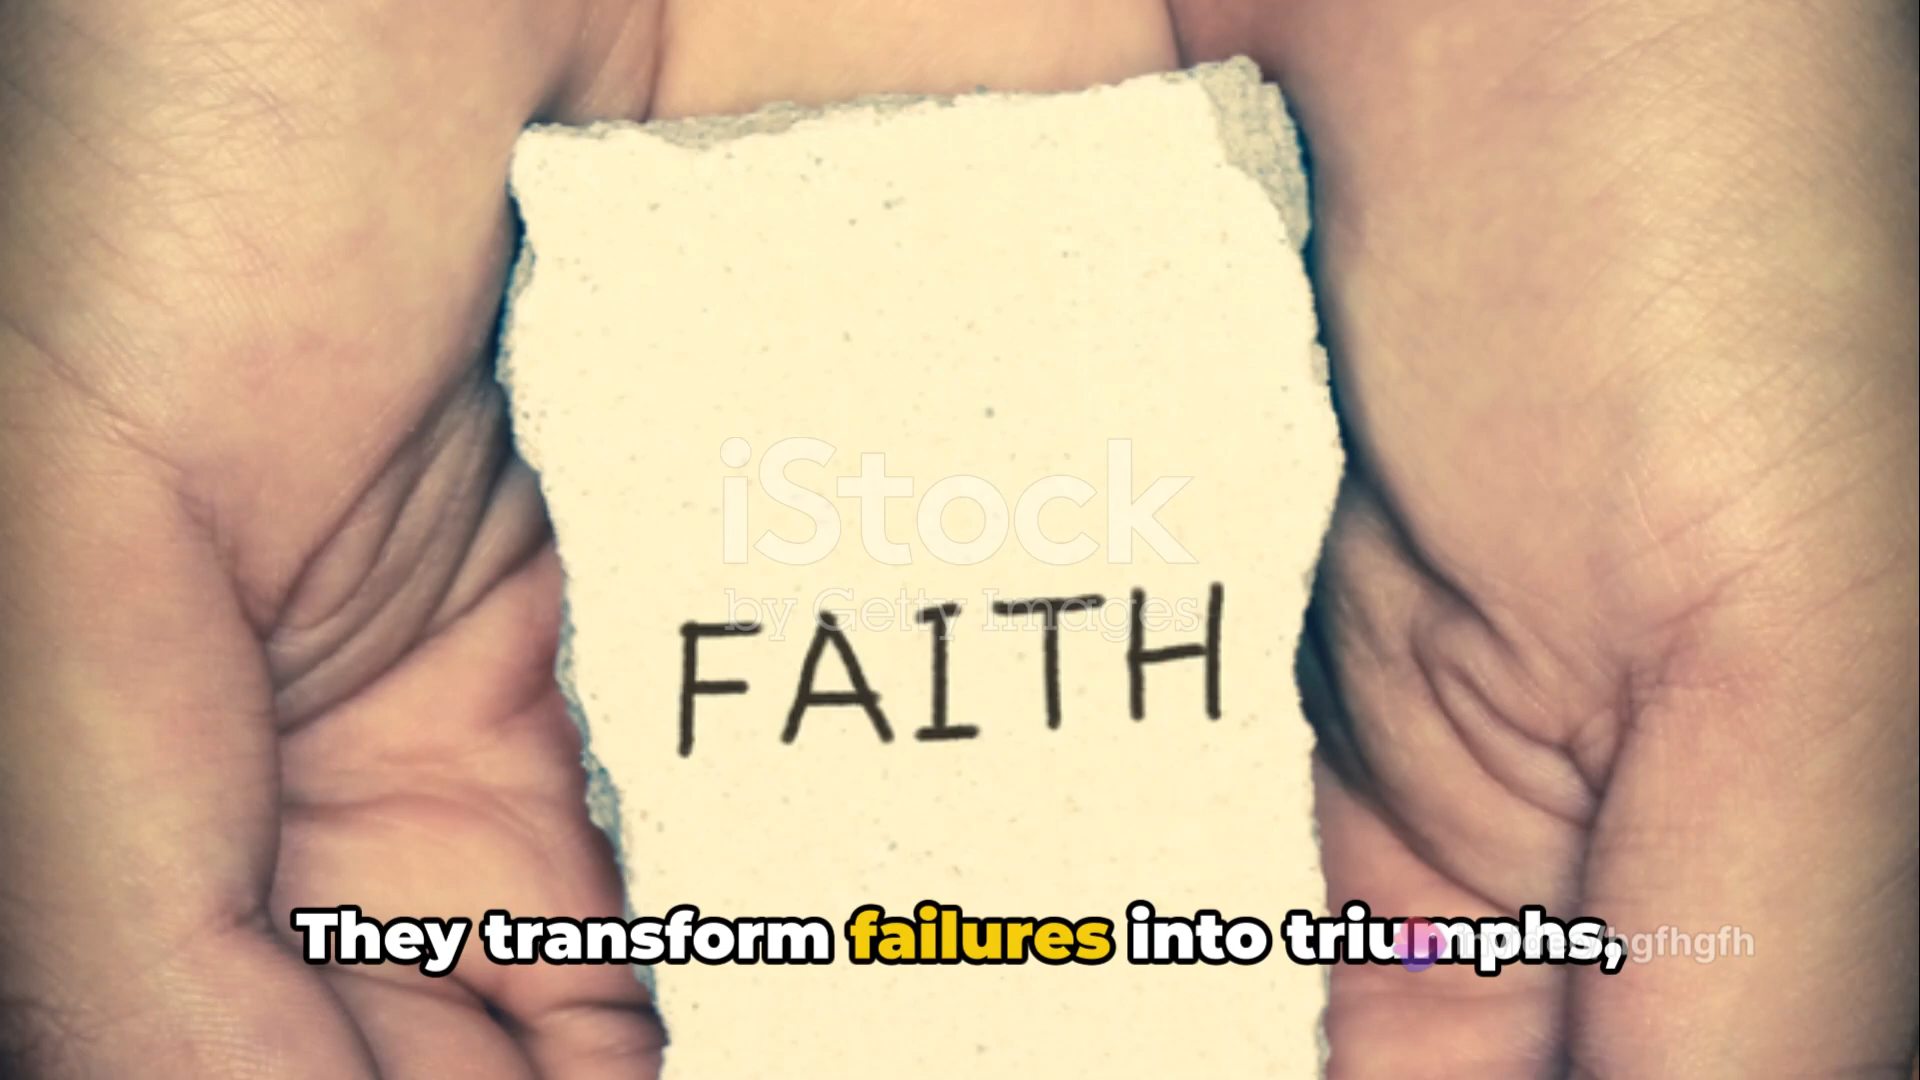 iStock
by Getty Images
FAITH
They transform failures into triumphs,